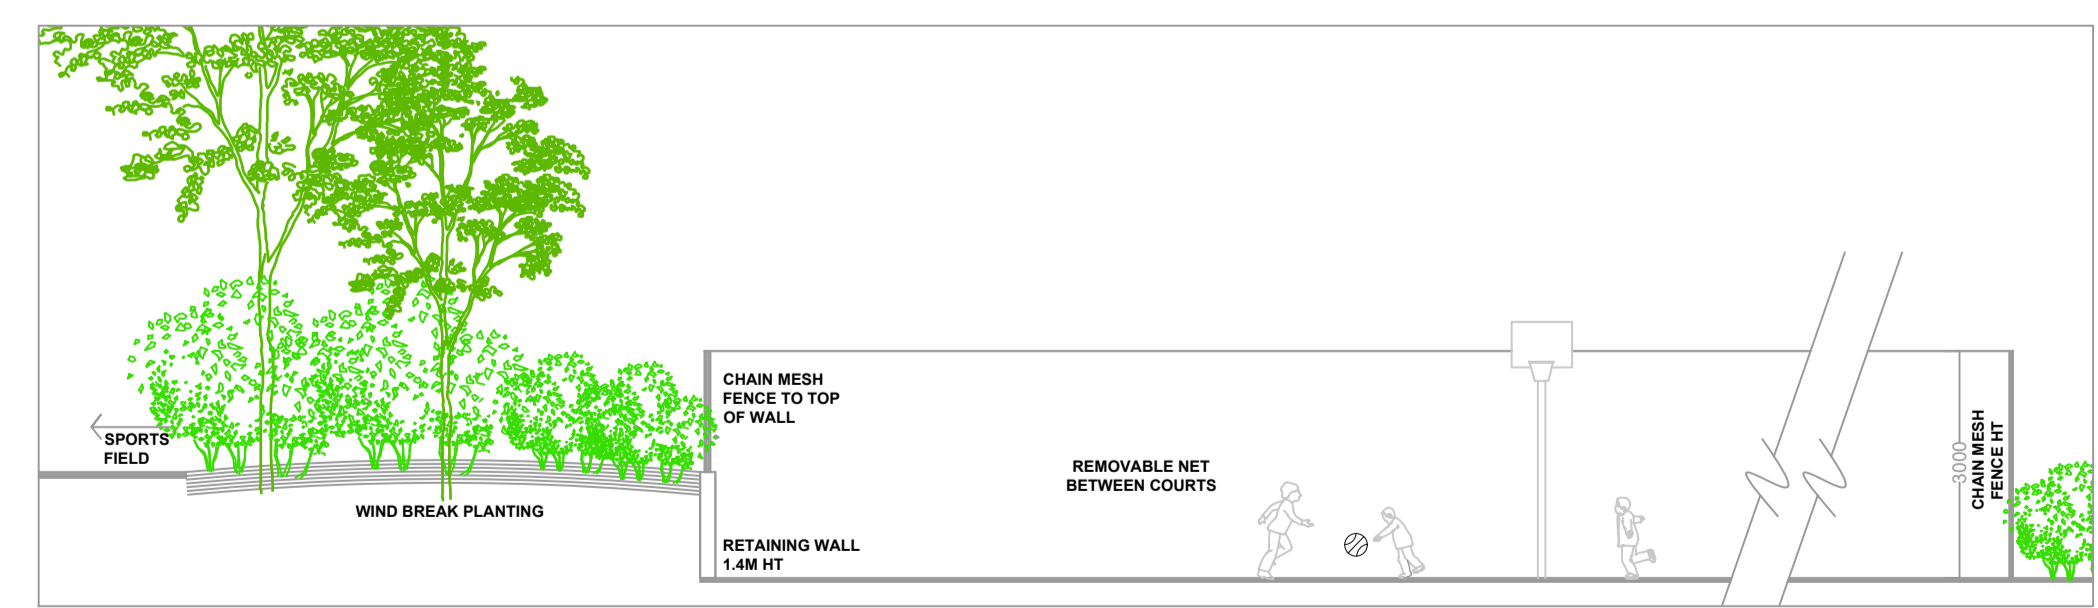 SPORTS
FIELD
WIND BREAK PLANTING
CHAIN MESH
FENCE TO TOP
OF WALL
RETAINING WALL
1.4M HT
REMOVABLE NET
BETWEEN COURTS
3000
CHAIN MESH
FENCE HT